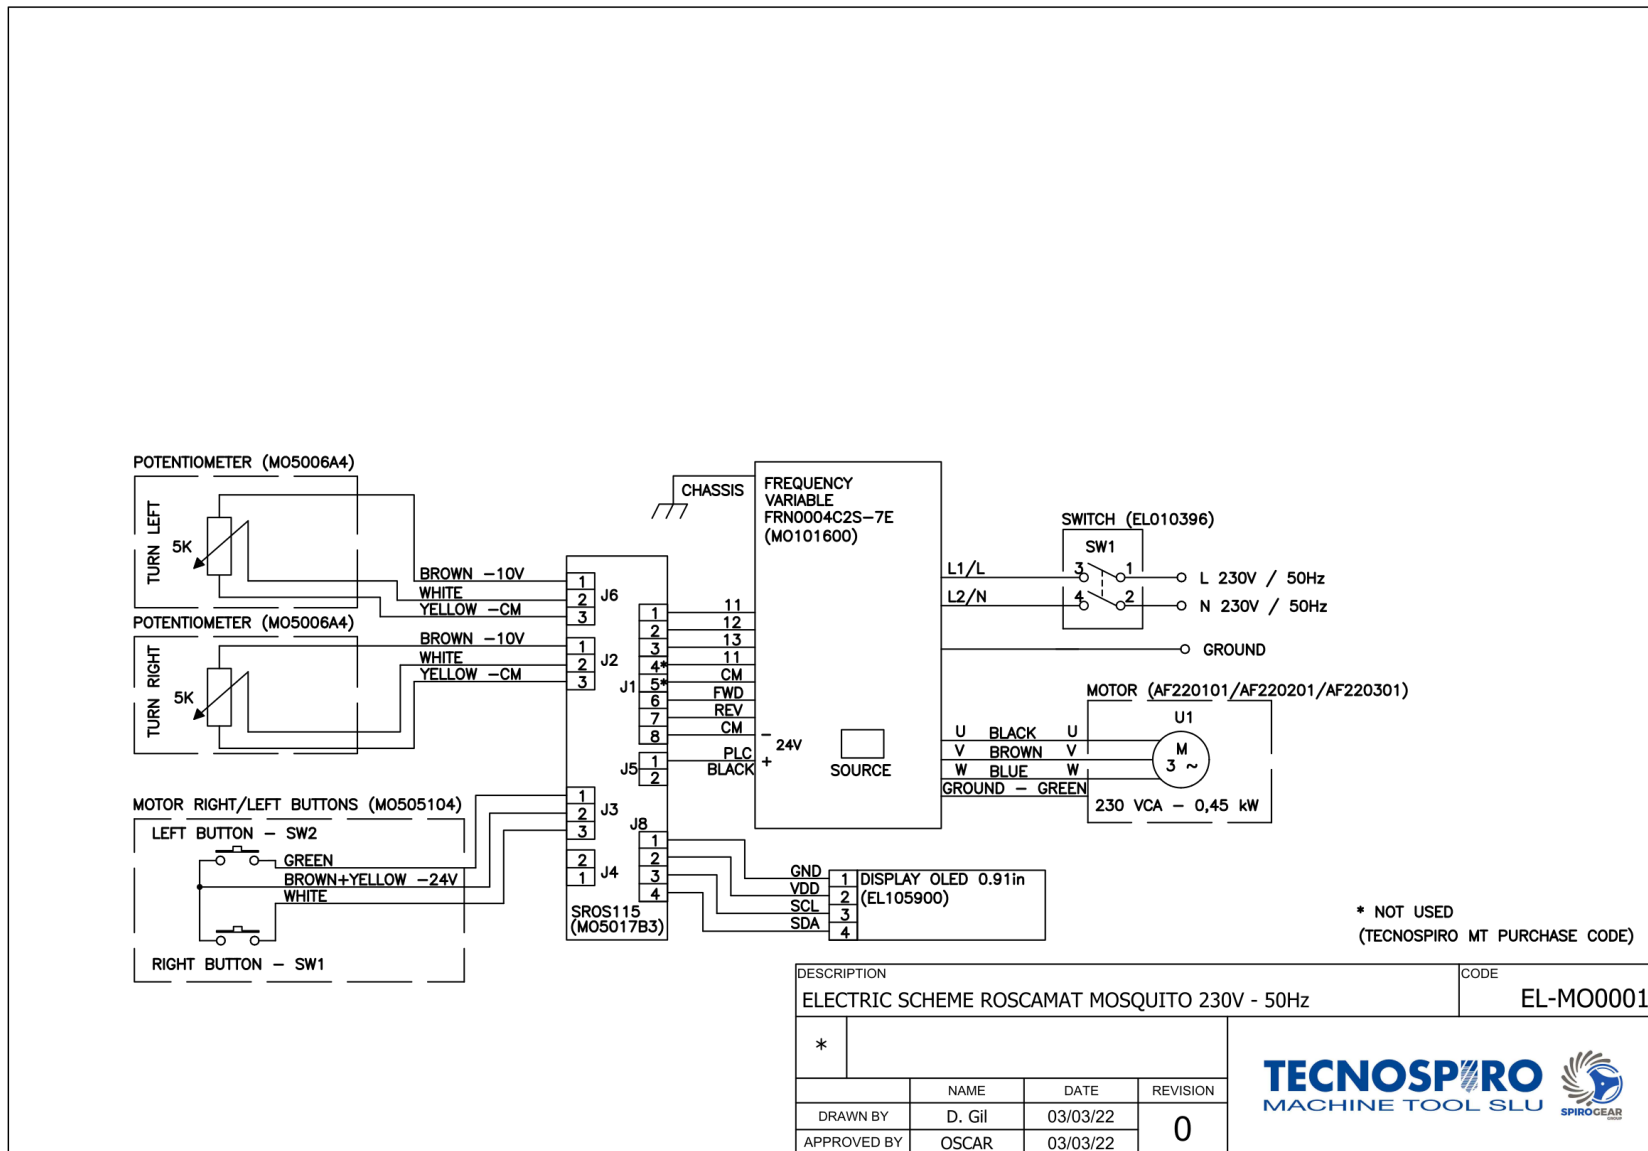 POTENTIOMETER (MO5006A4)
TURN LEFT
5K
BROWN -10V
WHITE
YELLOW -CM
POTENTIOMETER (MO5006A4)
TURN RIGHT
5K
BROWN -10V
WHITE
YELLOW -CM
MOTOR RIGHT/LEFT BUTTONS (MO505104)
LEFT BUTTON - SW2
GREEN
BROWN+YELLOW -24V
WHITE
RIGHT BUTTON - SW1
1
2
3
J6
1
2
3
J2
1
2
3
J3
2
1
J4
J1
1
2
3
4*
5*
6
7
8
J5
1
2
J8
1
2
3
4
SROS115
(MO5017B3)
11
12
13
11
CM
FWD
REV
CM
PLC
BLACK
CHASSIS
FREQUENCY
VARIABLE
FRN0004C2S-7E
(MO101600)
-
24V
+
SOURCE
GND
VDD
SCL
SDA
1
2
3
4
DISPLAY OLED 0.91in
(EL105900)
SWITCH (EL010396)
SW1
L1/L
3
1
L 230V / 50Hz
L2/N
4
2
N 230V / 50Hz
GROUND
MOTOR (AF220101/AF220201/AF220301)
U BLACK U
V BROWN V
W BLUE W
GROUND - GREEN
U1
M
3 ~
230 VCA - 0,45 kW
* NOT USED
(TECNOSPIRO MT PURCHASE CODE)
DESCRIPTION
ELECTRIC SCHEME ROSCAMAT MOSQUITO 230V - 50Hz
CODE
EL-MO0001
*
NAME DATE REVISION
DRAWN BY D. Gil 03/03/22 0
APPROVED BY OSCAR 03/03/22
TECNOSPIRO
MACHINE TOOL SLU
SPIROGEAR
GROUP